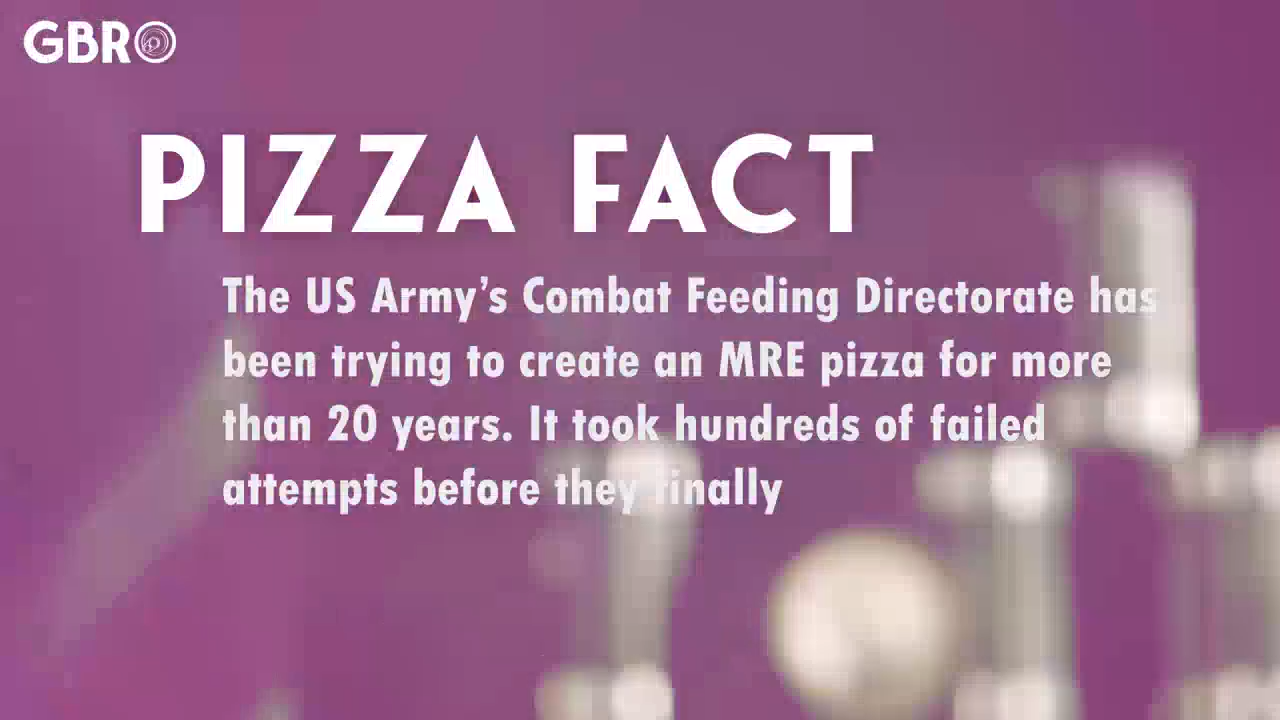 GBRO
PIZZA FACT
The US Army's Combat Feeding Directorate has
been trying to create an MRE pizza for more
than 20 years. It took hundreds of failed
attempts before they finally